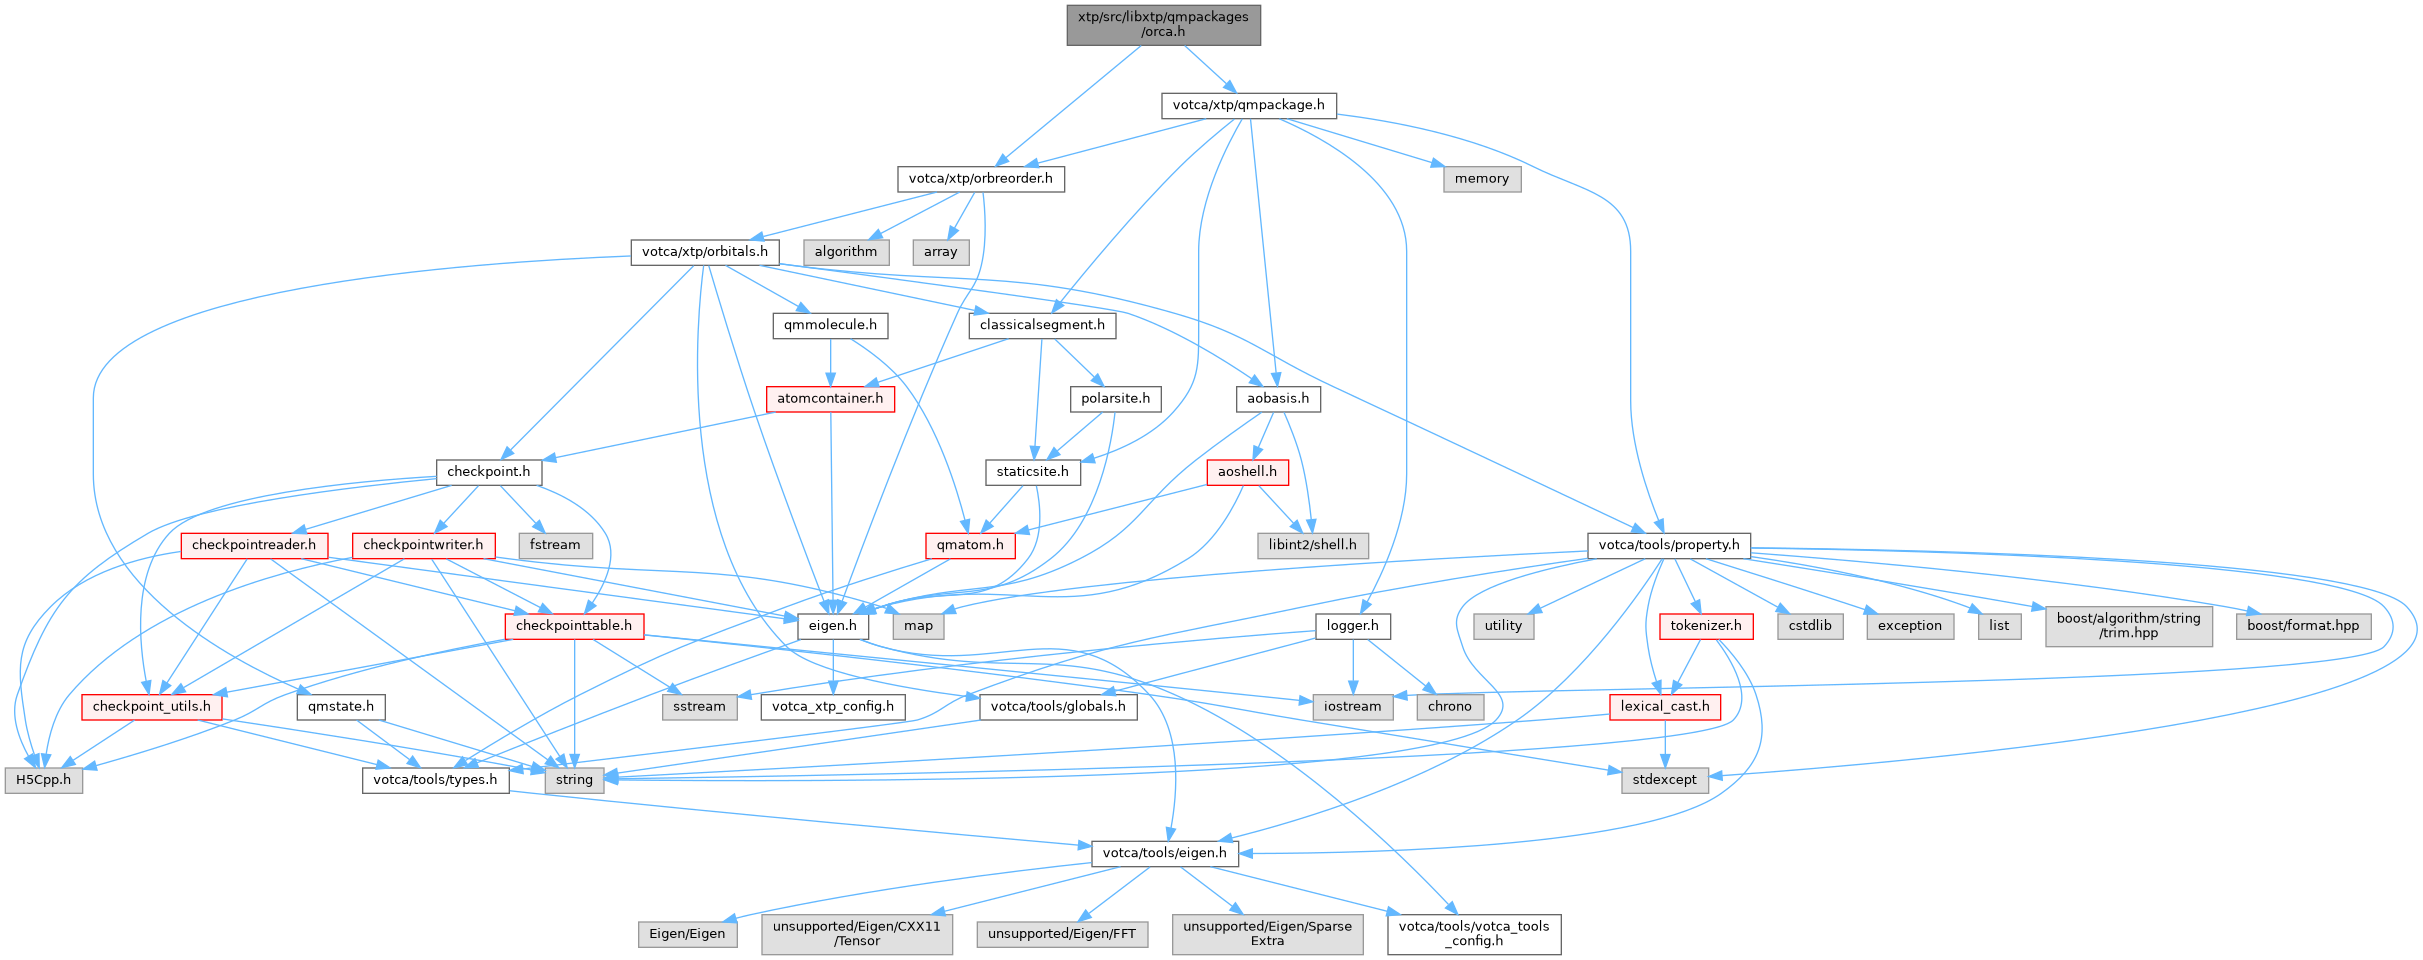 xtp/src/libxtp/qmpackages
/orca.h
votca/xtp/qmpackage.h
votca/xtp/orbreorder.h
memory
votca/xtp/orbitals.h
algorithm
array
qmmolecule.h
classicalsegment.h
atomcontainer.h
polarsite.h
aobasis.h
checkpoint.h
staticsite.h
aoshell.h
checkpointreader.h
checkpointwriter.h
fstream
qmatom.h
libint2/shell.h
votca/tools/property.h
checkpointtable.h
eigen.h
map
logger.h
utility
tokenizer.h
cstdlib
exception
list
boost/algorithm/string
/trim.hpp
boost/format.hpp
checkpoint_utils.h
qmstate.h
sstream
votca_xtp_config.h
votca/tools/globals.h
iostream
chrono
lexical_cast.h
H5Cpp.h
votca/tools/types.h
string
stdexcept
votca/tools/eigen.h
Eigen/Eigen
unsupported/Eigen/CXX11
/Tensor
unsupported/Eigen/FFT
unsupported/Eigen/Sparse
Extra
votca/tools/votca_tools
_config.h